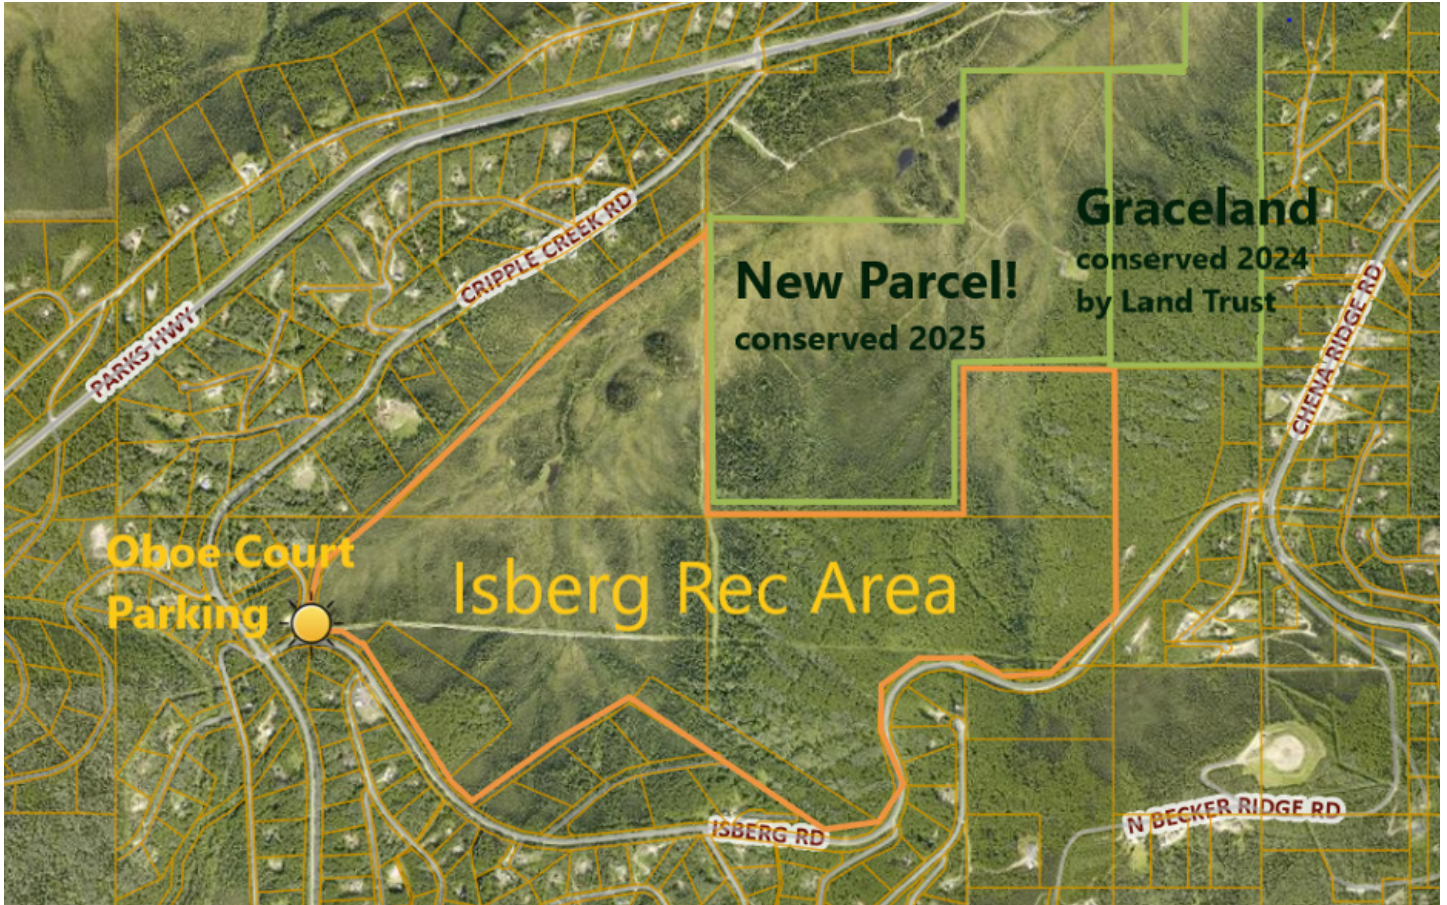 Graceland
conserved 2024
by Land Trust
CRIPPLE CREEK RD
New Parcel!
conserved 2025
PARKS HWY
CHENA RIDGE RD
Oboe Court
Parking
Isberg Rec Area
ISBERG RD
N BECKER RIDGE RD